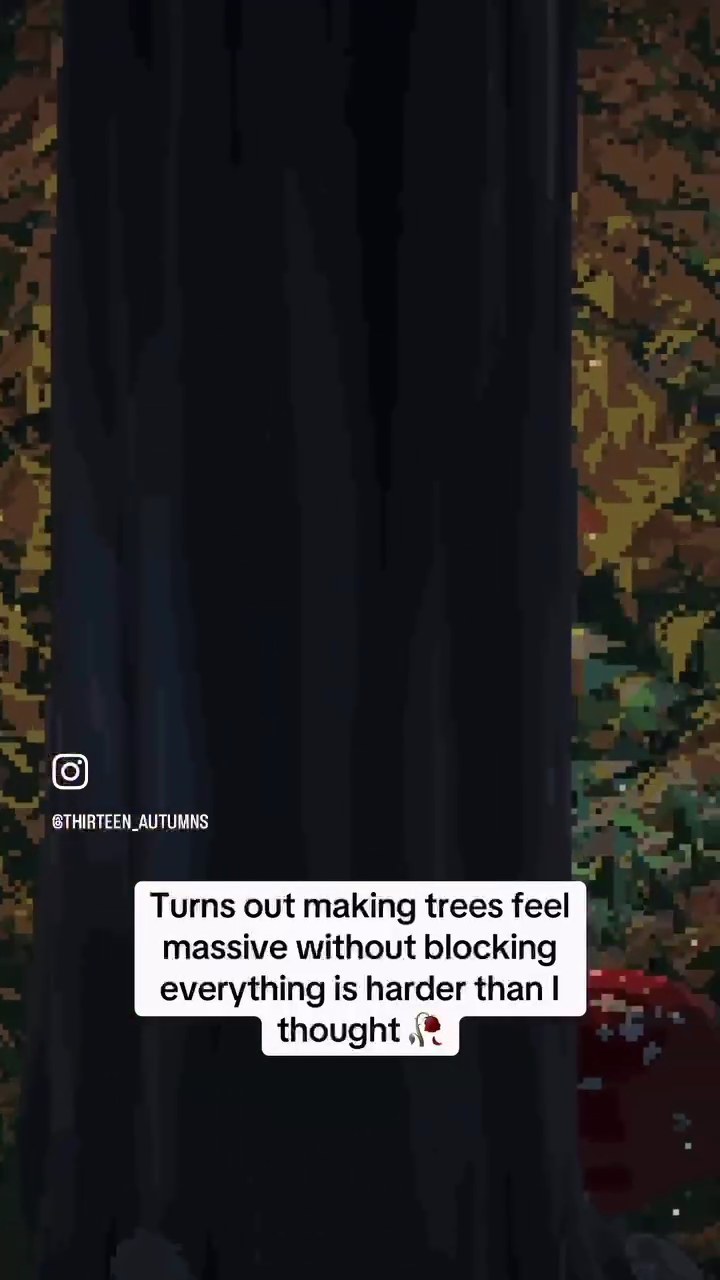 @THIRTEEN_AUTUMNS
Turns out making trees feel
massive without blocking
everything is harder than I
thought 🥀